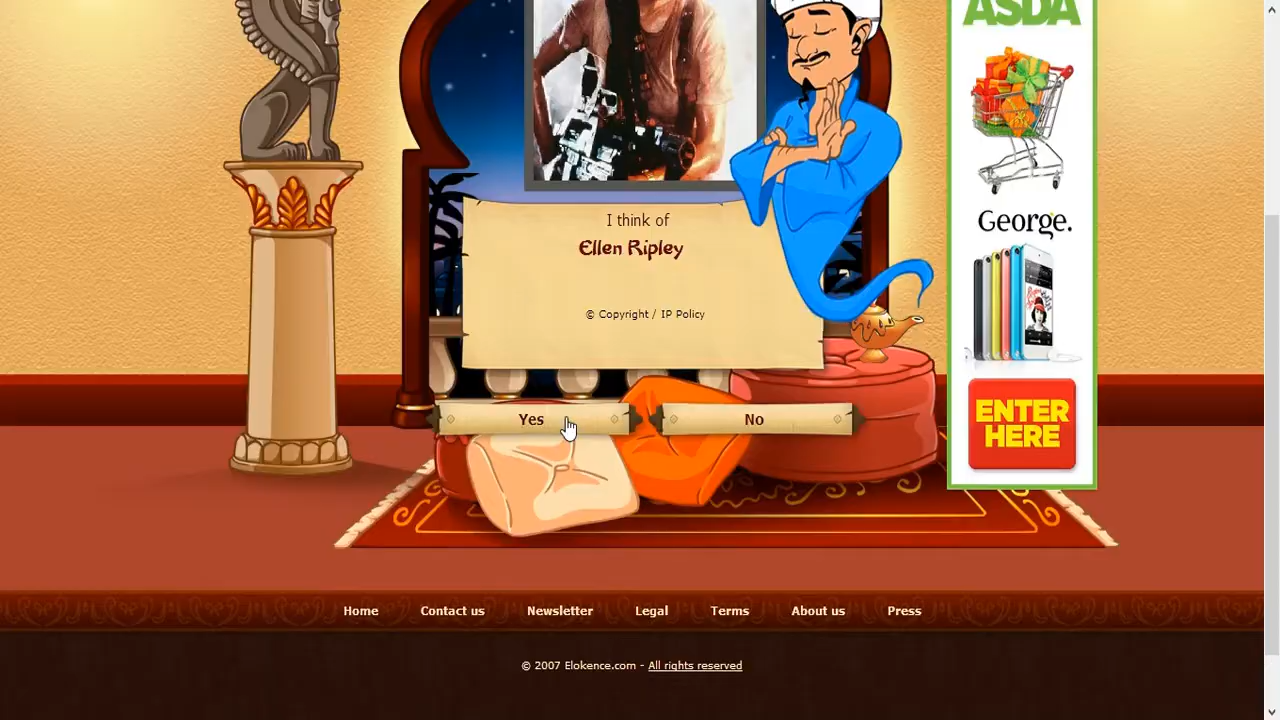 ASDA
I think of
Ellen Ripley
George.
© Copyright / IP Policy
ENTER
HERE
Yes
No
Home Contact us Newsletter Legal Terms About us Press
© 2007 Elokence.com - All rights reserved